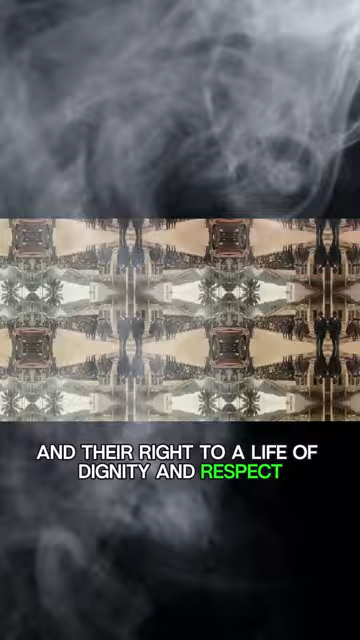 AND THEIR RIGHT TO A LIFE OF
DIGNITY AND RESPECT